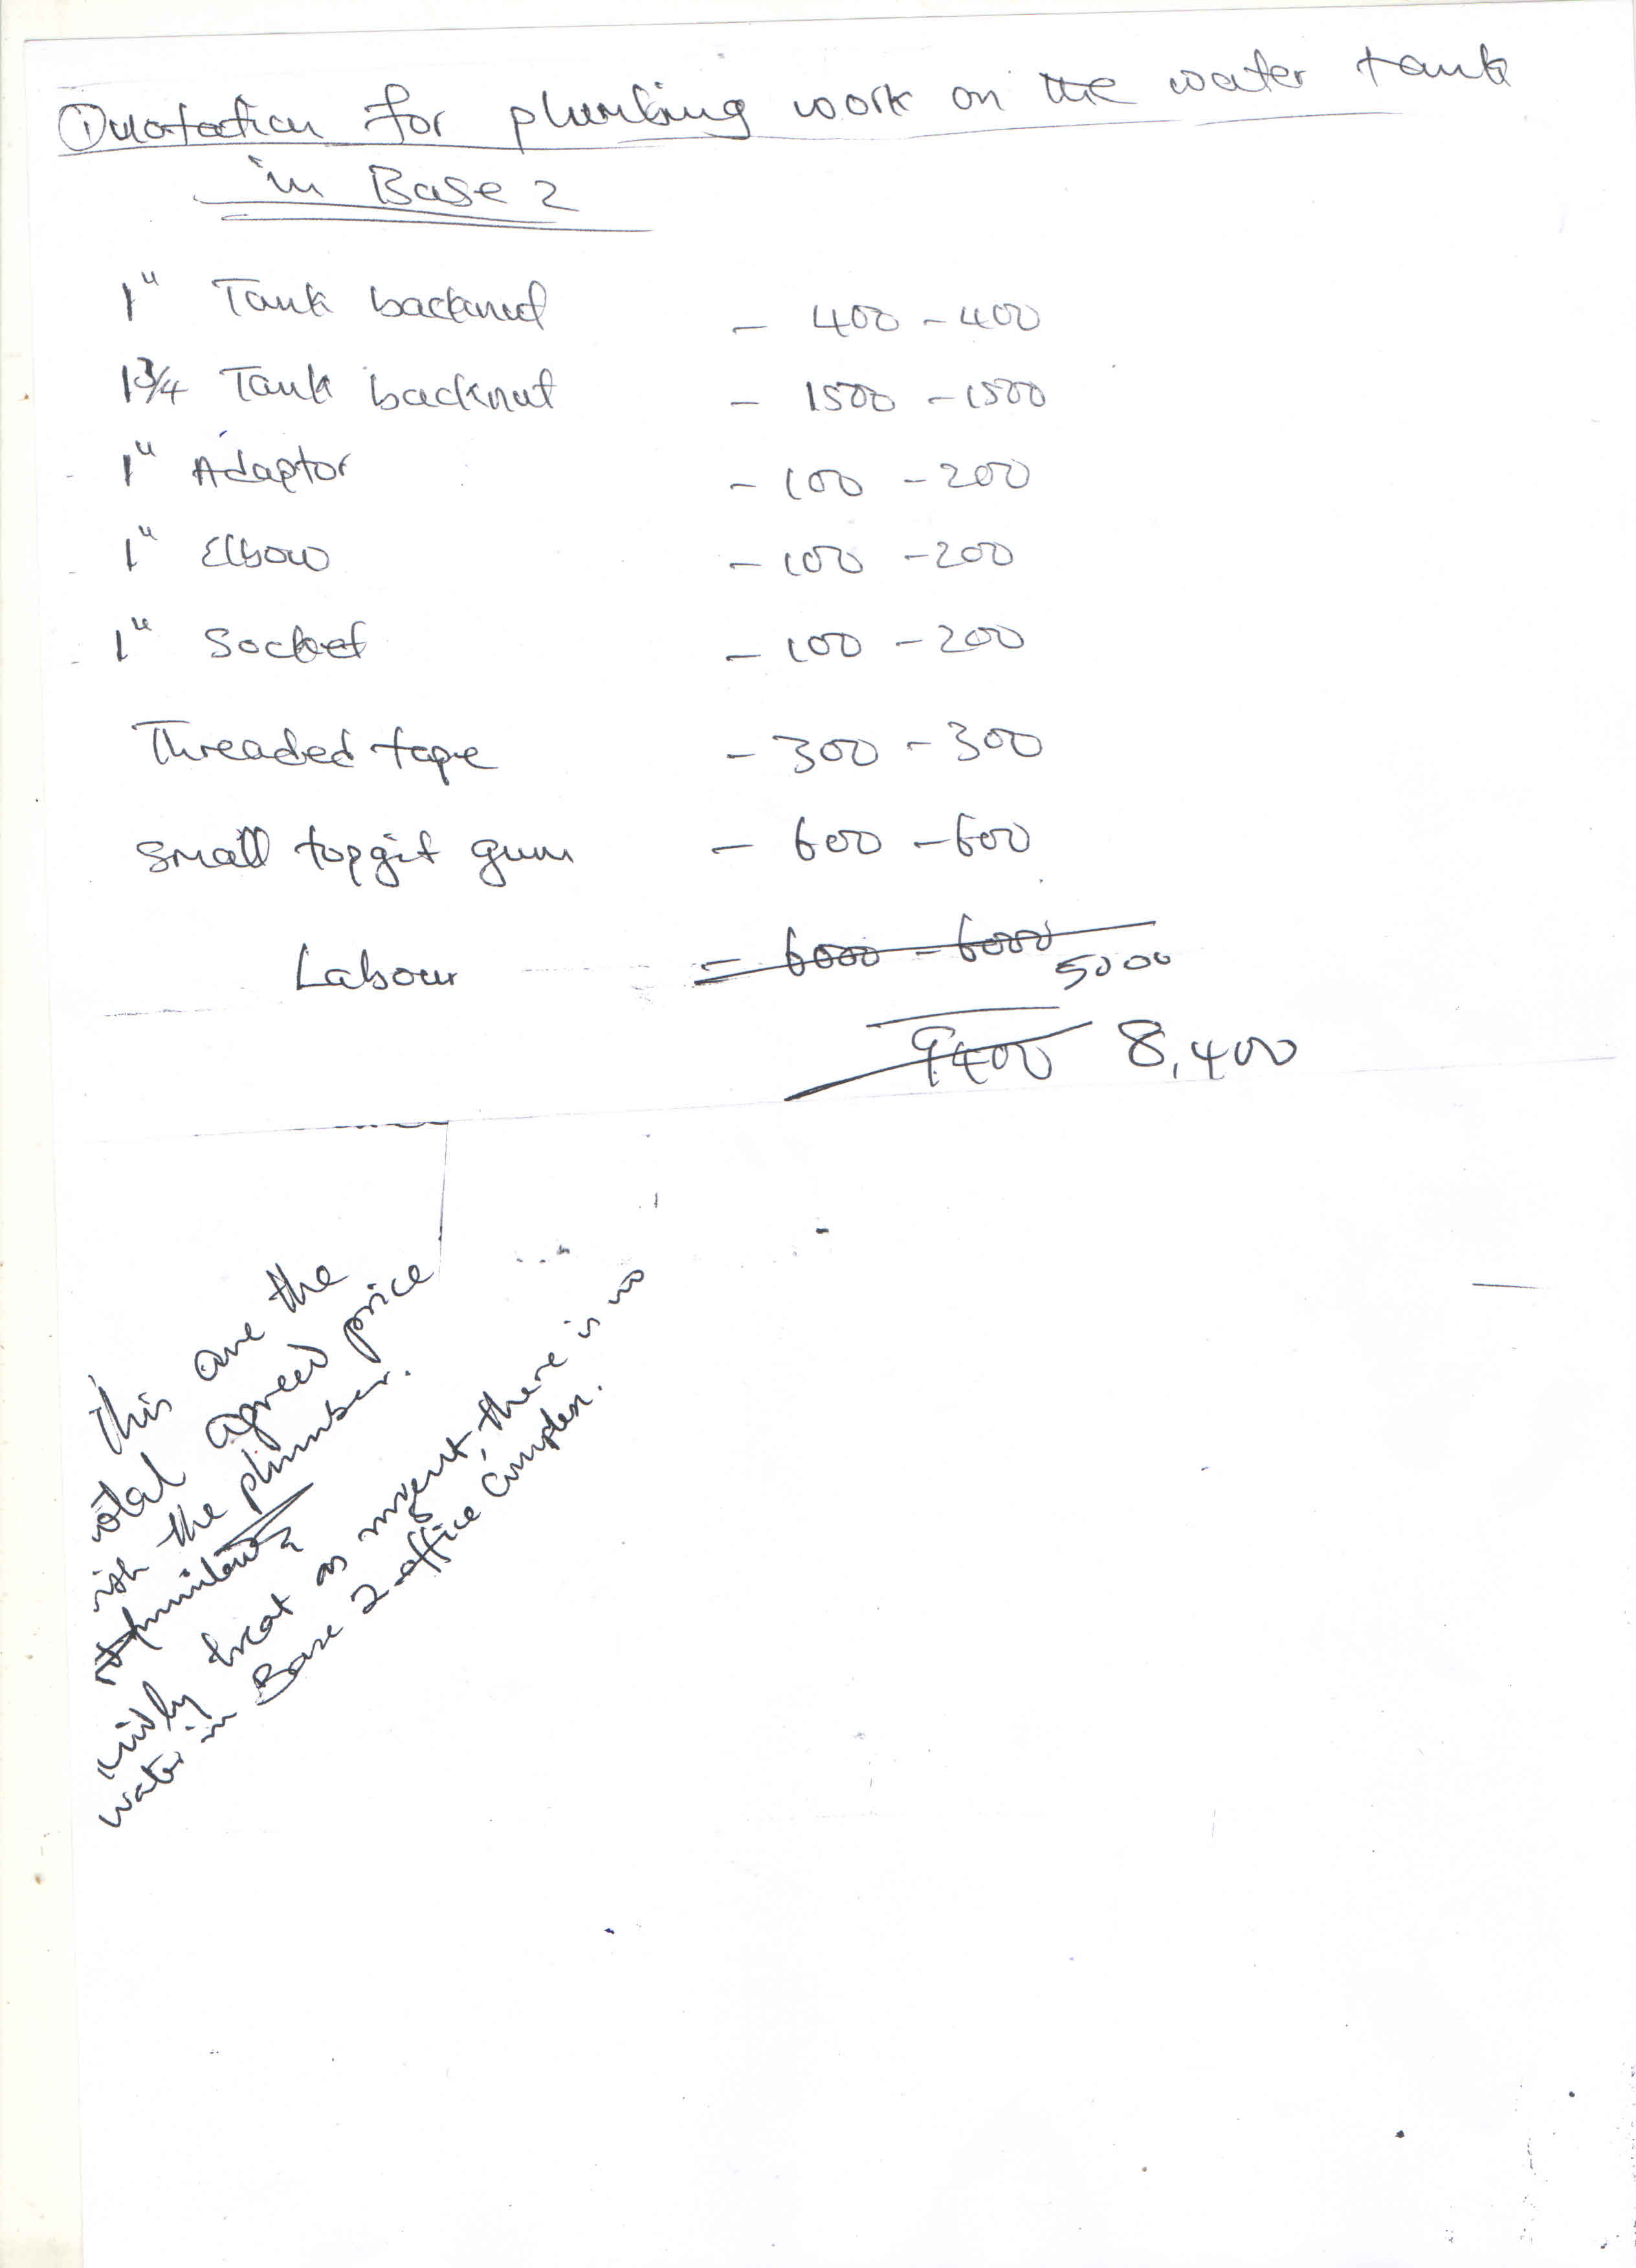 Quotation for plumbing work on the water tank
in Base 2
1" Tank backnut - 400 - 400
1 3/4 Tank backnut - 1500 - 1500
1" Adaptor - 100 - 200
1" Elbow - 100 - 200
1" Socket - 100 - 200
Threaded tape - 300 - 300
Small topgit gum - 600 - 600
Labour - 6000 - 6000 5000
9400 8,400
this are the
total agreed price
with the plumber.
kindly treat as urgent, there is no
water in Base 2 office Complex.